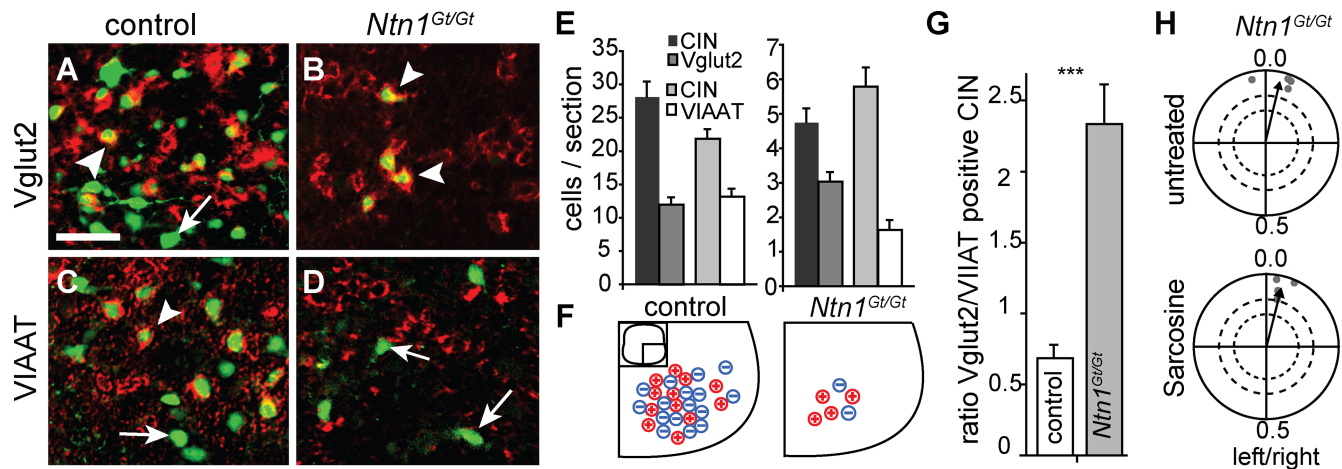 control
Ntn1Gt/Gt
Vglut2
VIAAT
A
B
C
D
E
35
30
25
20
15
10
5
0
cells / section
CIN
Vglut2
CIN
VIAAT
7
6
5
4
3
2
1
0
F
control
Ntn1Gt/Gt
G
***
2.5
2
1.5
1
0.5
0
ratio Vglut2/VIIAT positive CIN
control
Ntn1Gt/Gt
H
Ntn1Gt/Gt
0.0
untreated
0.5
0.0
Sarcosine
0.5
left/right